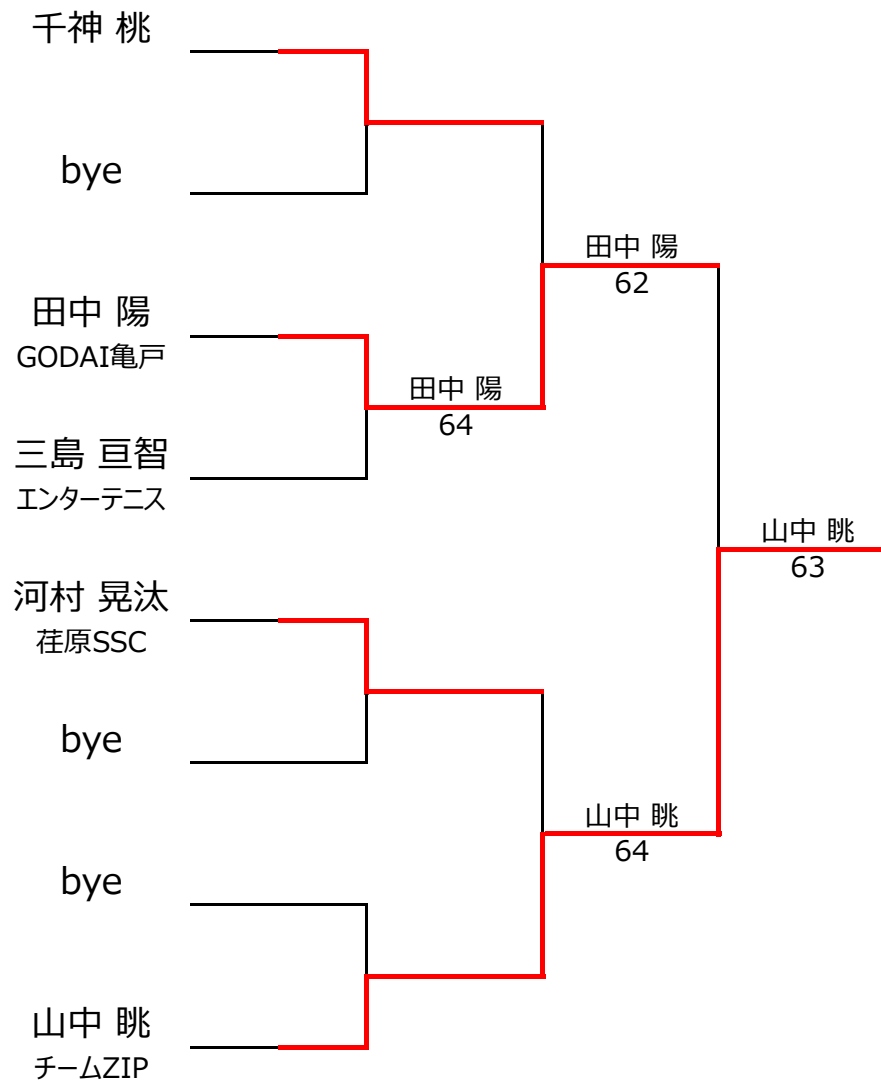 千神 桃
bye
田中 陽
GODAI亀戸
三島 亘智
エンターテニス
河村 晃汰
荏原SSC
bye
bye
山中 眺
チームZIP
田中 陽
64
田中 陽
62
山中 眺
64
山中 眺
63